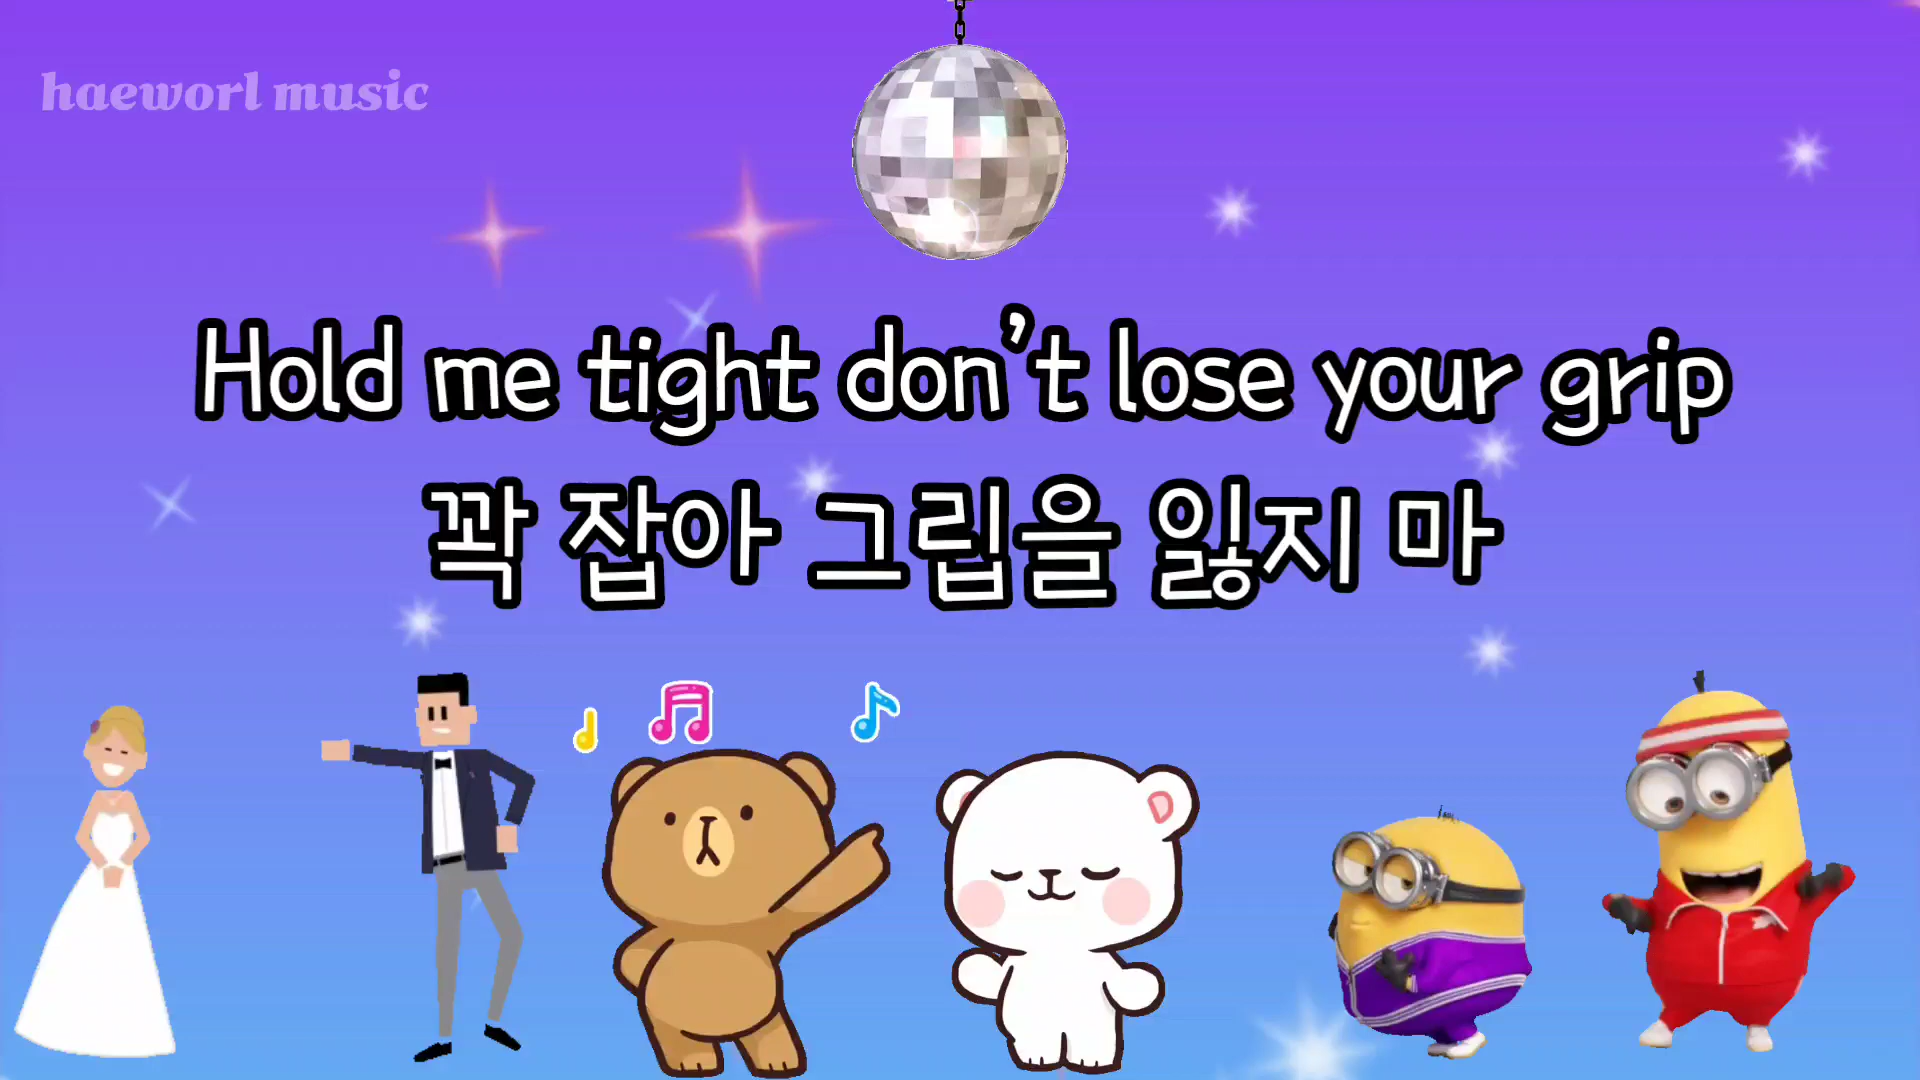 haeworl music
Hold me tight don't lose your grip
꽉 잡아 그립을 잃지 마